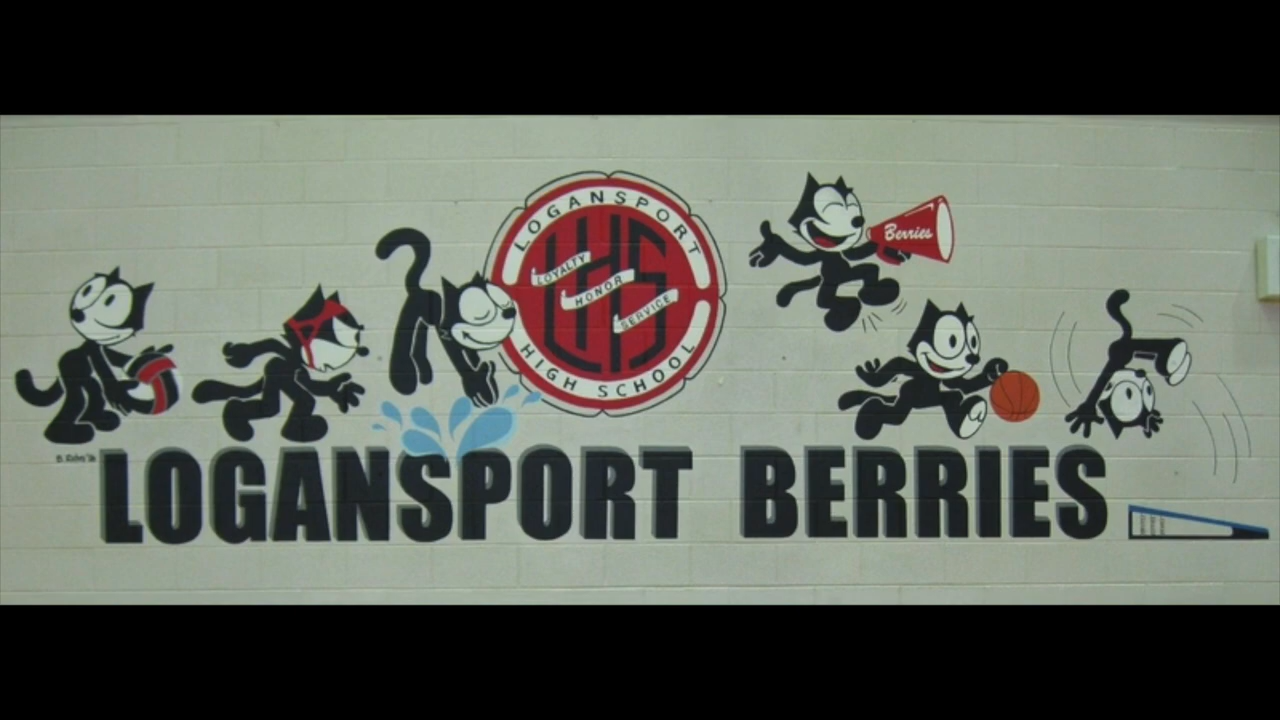 LOGANSPORT
LHS
LOYALTY
HONOR
SERVICE
HIGH SCHOOL
Berries
LOGANSPORT BERRIES